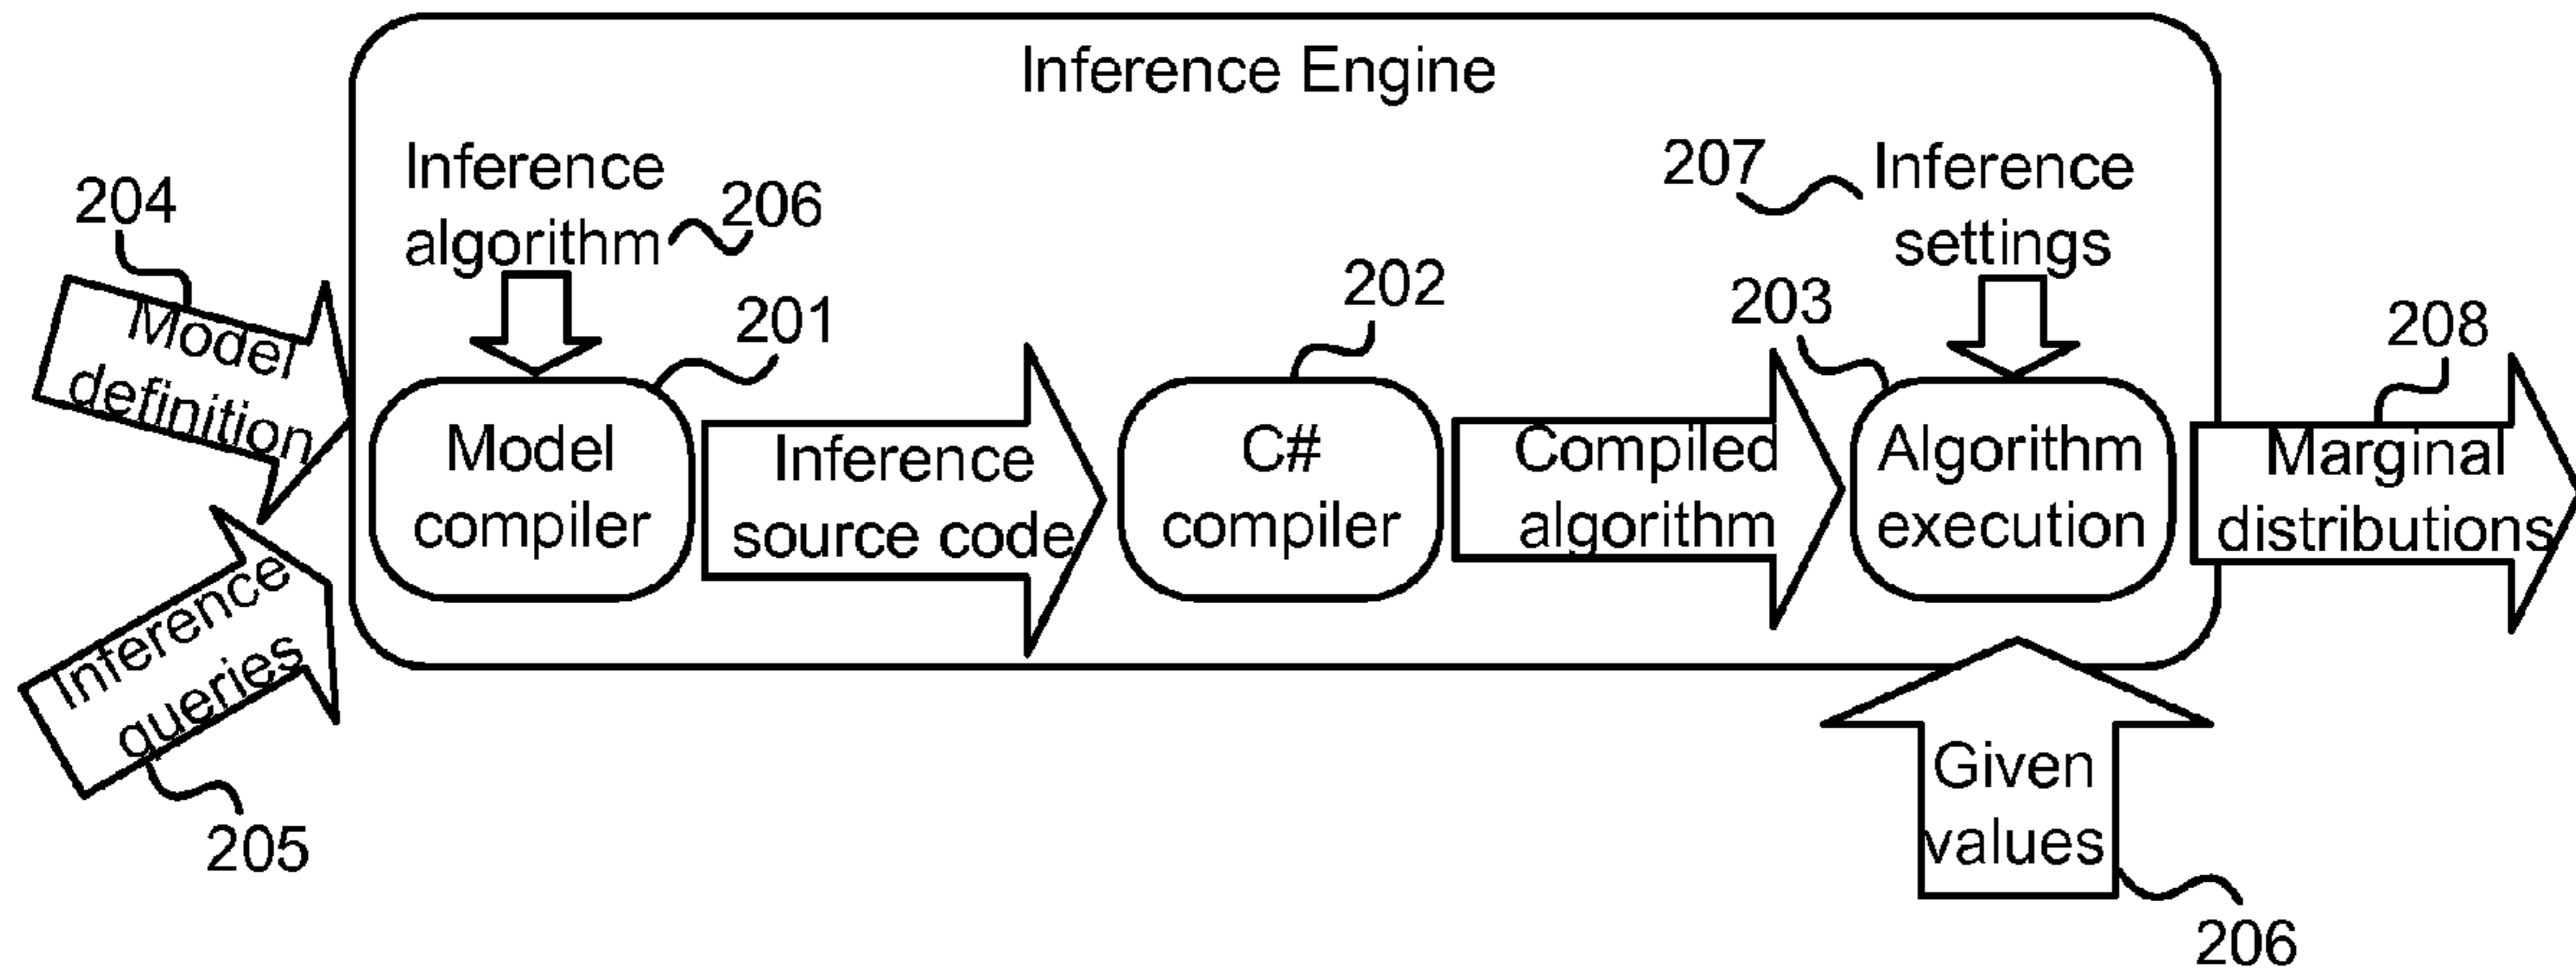 Inference Engine
204
Inference
algorithm
206
207
Inference
settings
201
202
203
208
Model
definition
Model
compiler
Inference
source code
C#
compiler
Compiled
algorithm
Algorithm
execution
Marginal
distributions
Inference
queries
205
Given
values
206